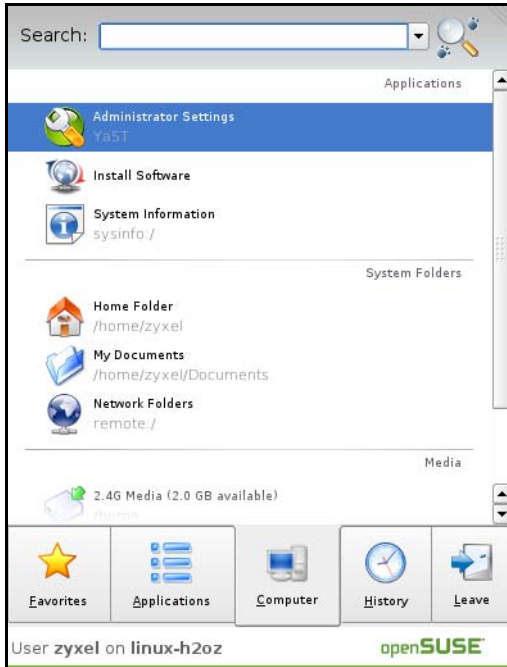 Search:
Applications
Administrator Settings
YaST
Install Software
System Information
sysinfo:/
System Folders
Home Folder
/home/zyxel
My Documents
/home/zyxel/Documents
Network Folders
remote:/
Media
2.4G Media (2.0 GB available)
/home
Favorites
Applications
Computer
History
Leave
User zyxel on linux-h2oz
openSUSE